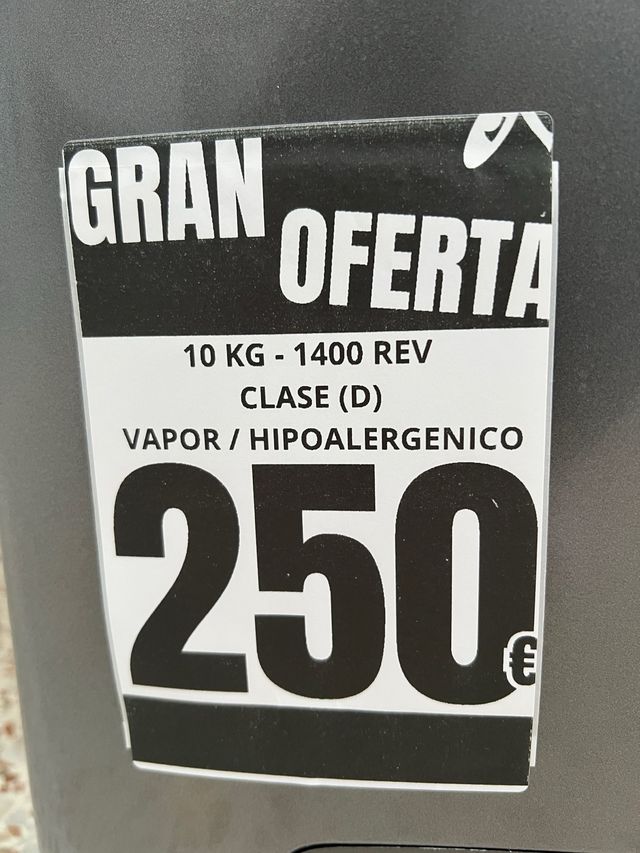 GRAN
OFERTA
10 KG - 1400 REV
CLASE (D)
VAPOR / HIPOALERGENICO
250€